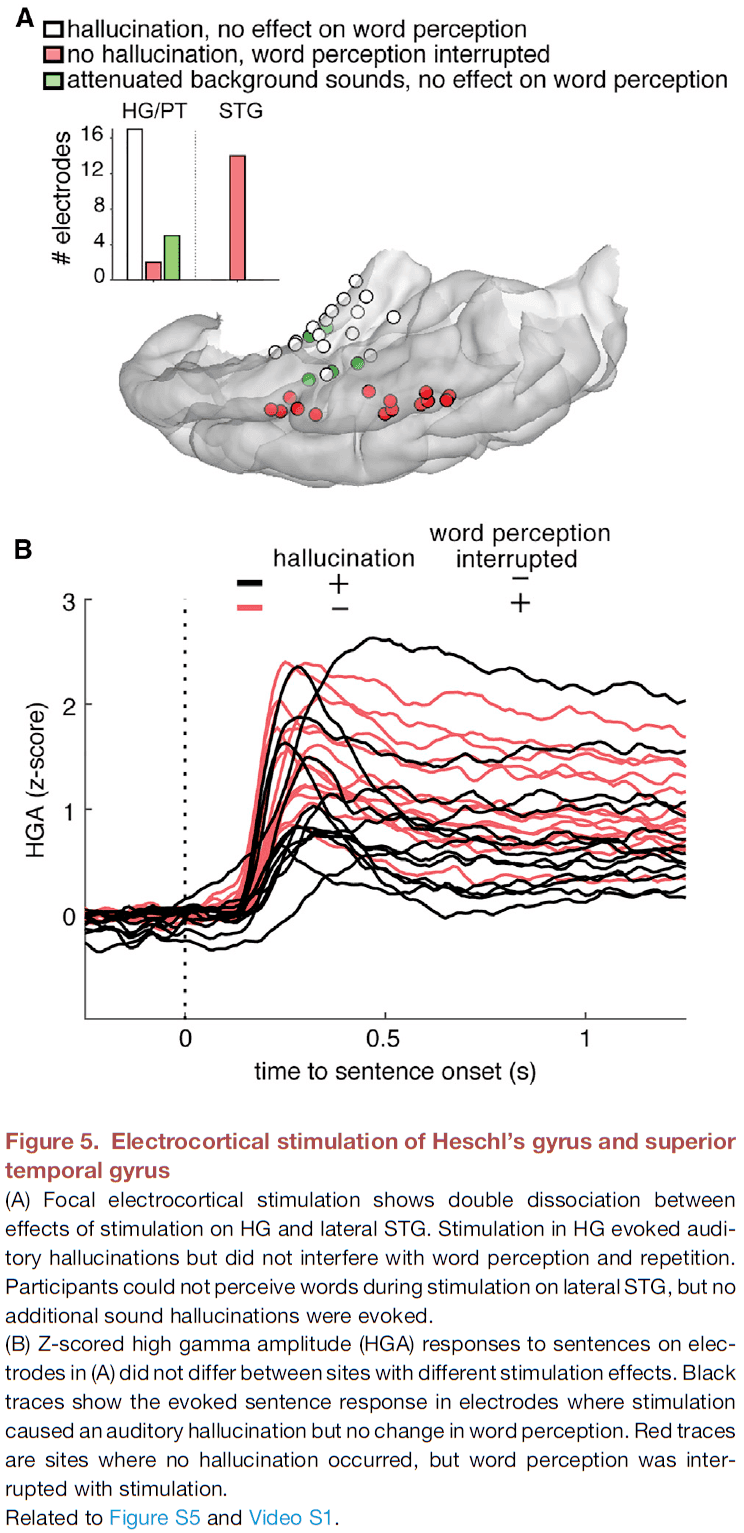 A
hallucination, no effect on word perception
no hallucination, word perception interrupted
attenuated background sounds, no effect on word perception
HG/PT STG
# electrodes
16
12
8
4
0
B
hallucination
word perception
interrupted
+ −
− +
HGA (z-score)
3
2
1
0
0 0.5 1
time to sentence onset (s)
Figure 5. Electrocortical stimulation of Heschl's gyrus and superior
temporal gyrus
(A) Focal electrocortical stimulation shows double dissociation between
effects of stimulation on HG and lateral STG. Stimulation in HG evoked audi-
tory hallucinations but did not interfere with word perception and repetition.
Participants could not perceive words during stimulation on lateral STG, but no
additional sound hallucinations were evoked.
(B) Z-scored high gamma amplitude (HGA) responses to sentences on elec-
trodes in (A) did not differ between sites with different stimulation effects. Black
traces show the evoked sentence response in electrodes where stimulation
caused an auditory hallucination but no change in word perception. Red traces
are sites where no hallucination occurred, but word perception was inter-
rupted with stimulation.
Related to Figure S5 and Video S1.